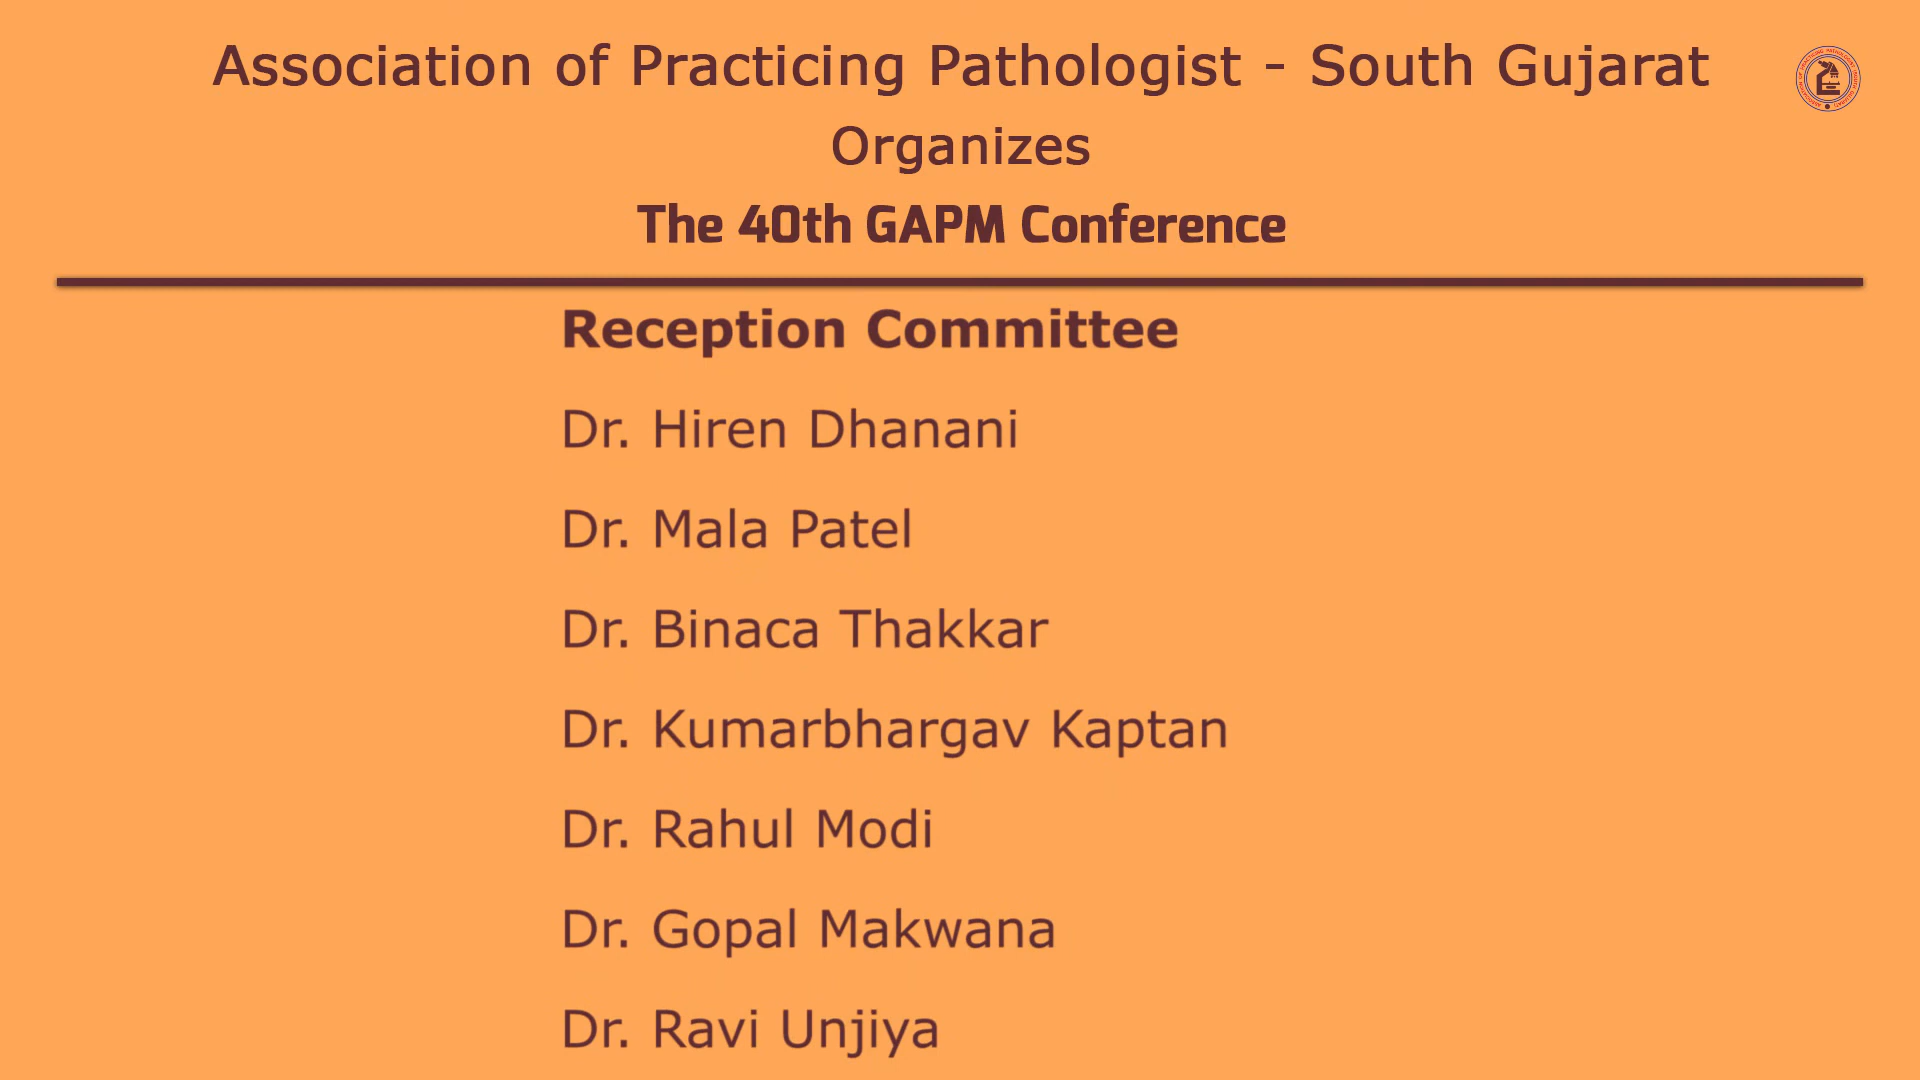 Association of Practicing Pathologist - South Gujarat
Organizes
The 40th GAPM Conference
Reception Committee
Dr. Hiren Dhanani
Dr. Mala Patel
Dr. Binaca Thakkar
Dr. Kumarbhargav Kaptan
Dr. Rahul Modi
Dr. Gopal Makwana
Dr. Ravi Unjiya